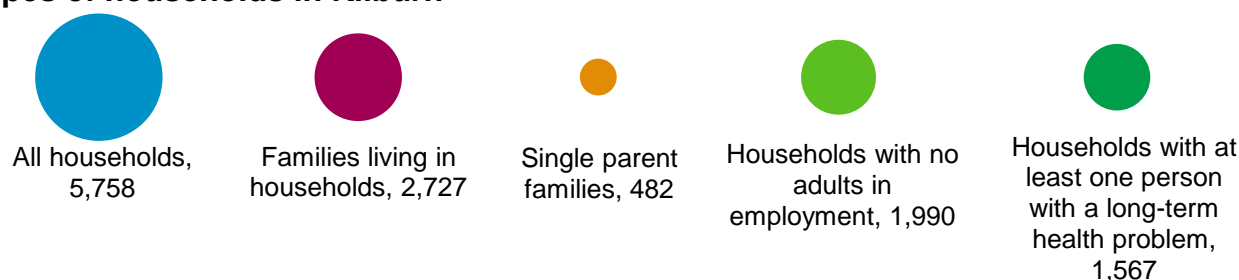 All households,
5,758
Families living in
households, 2,727
Single parent
families, 482
Households with no
adults in
employment, 1,990
Households with at
least one person
with a long-term
health problem,
1,567